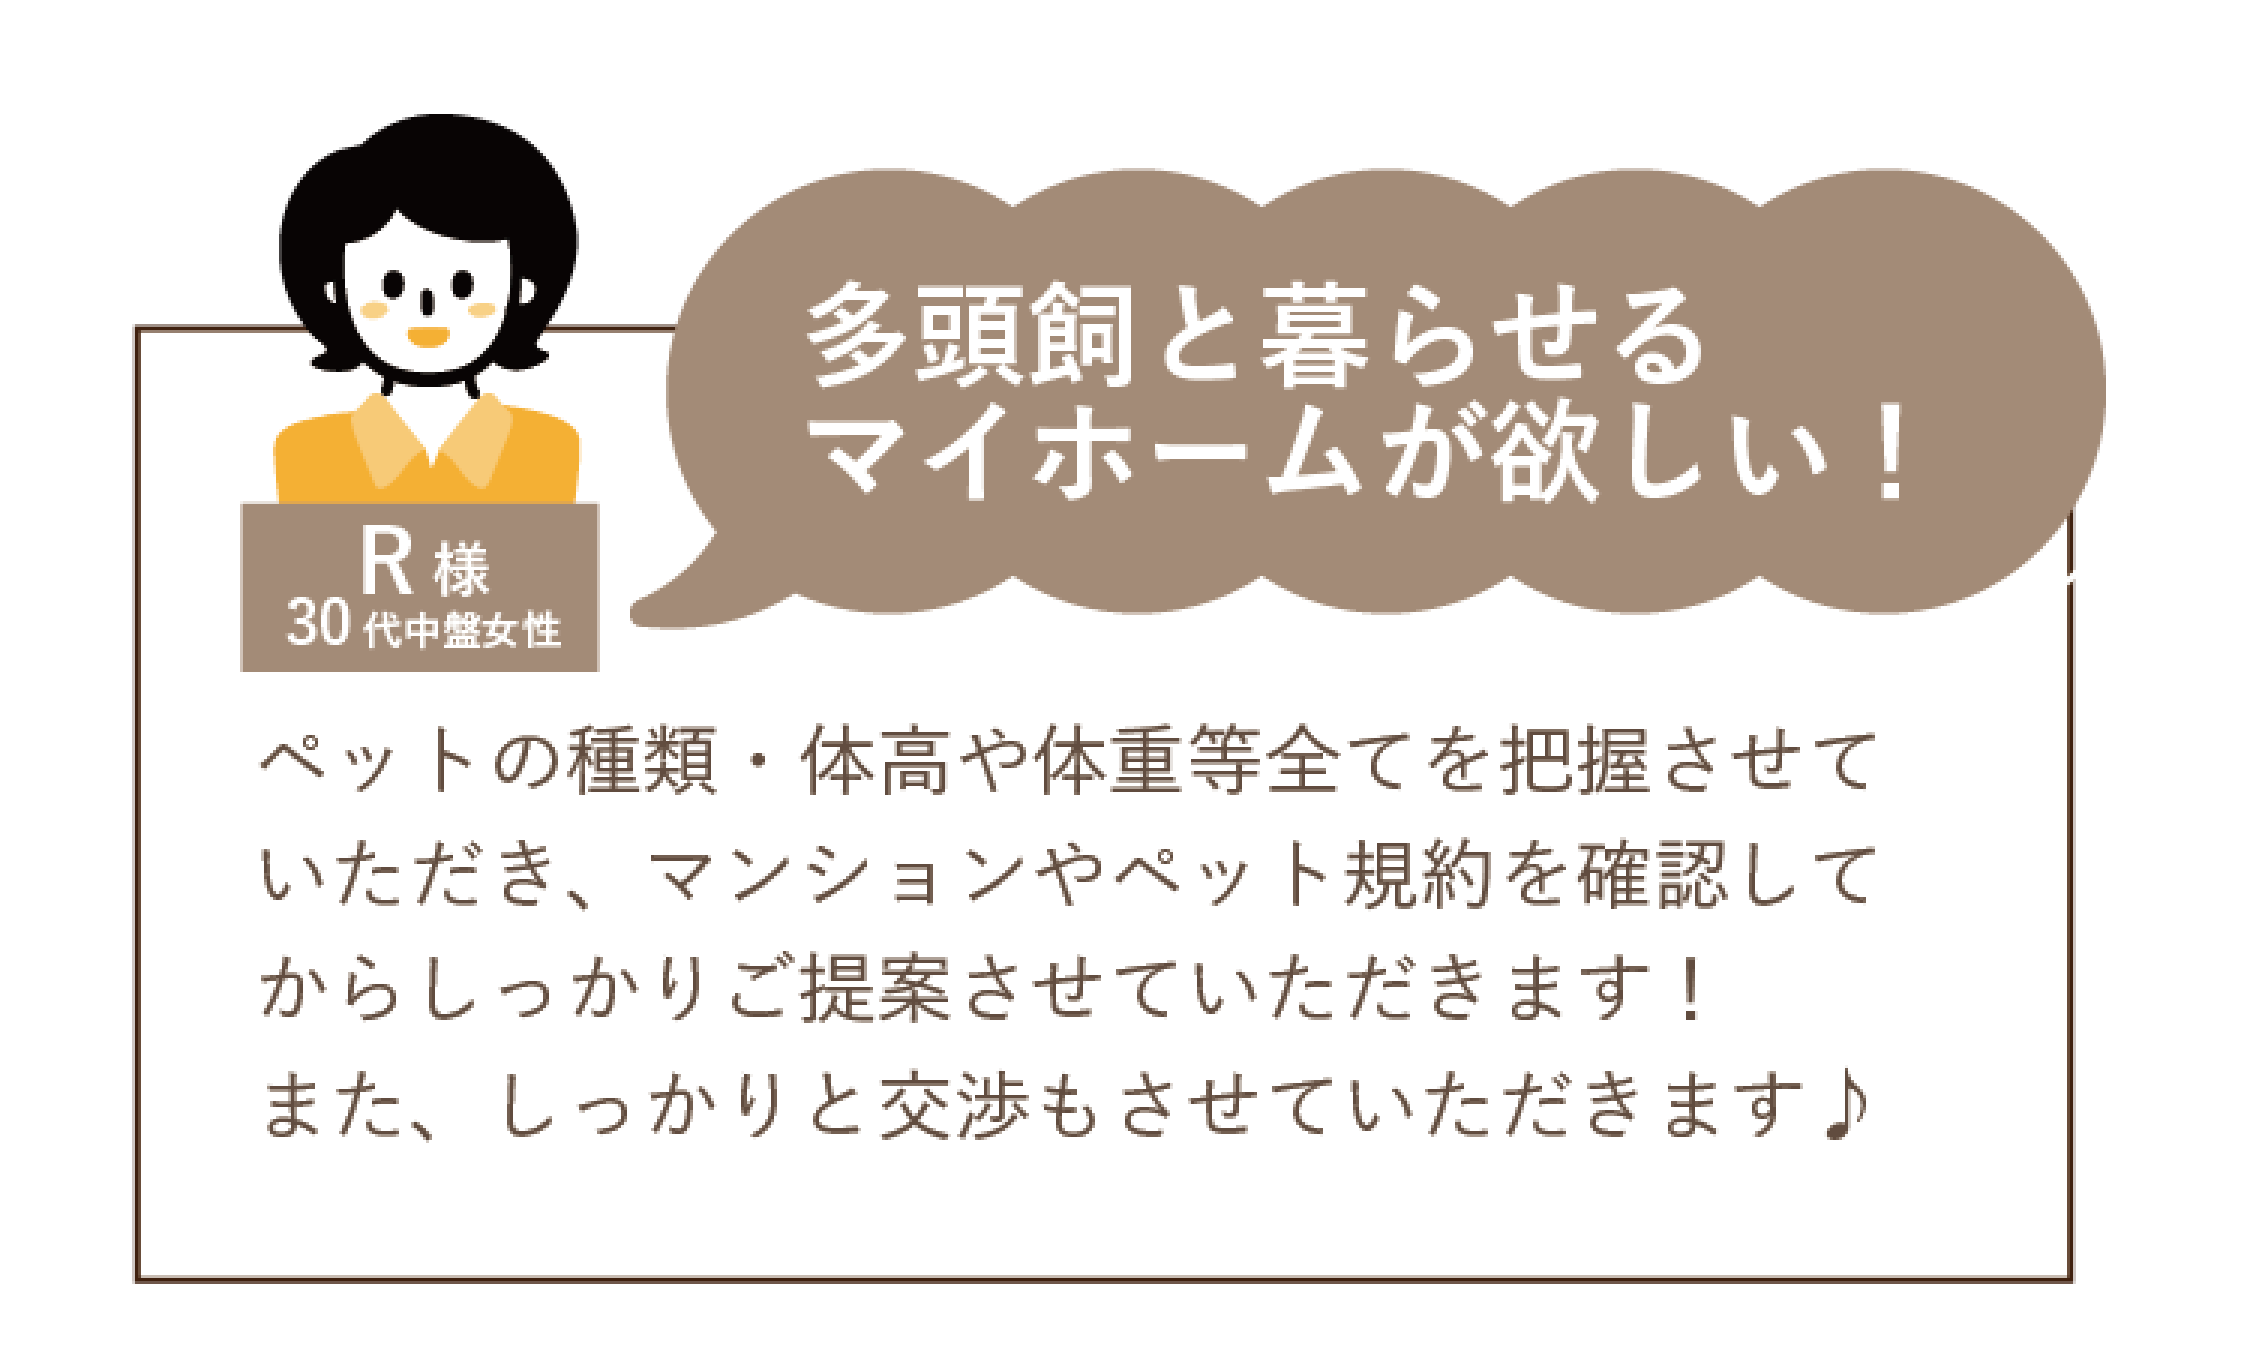 多頭飼と暮らせる
マイホームが欲しい！
R 様
30 代中盤女性
ペットの種類・体高や体重等全てを把握させて
いただき、マンションやペット規約を確認して
からしっかりご提案させていただきます！
また、しっかりと交渉もさせていただきます♪